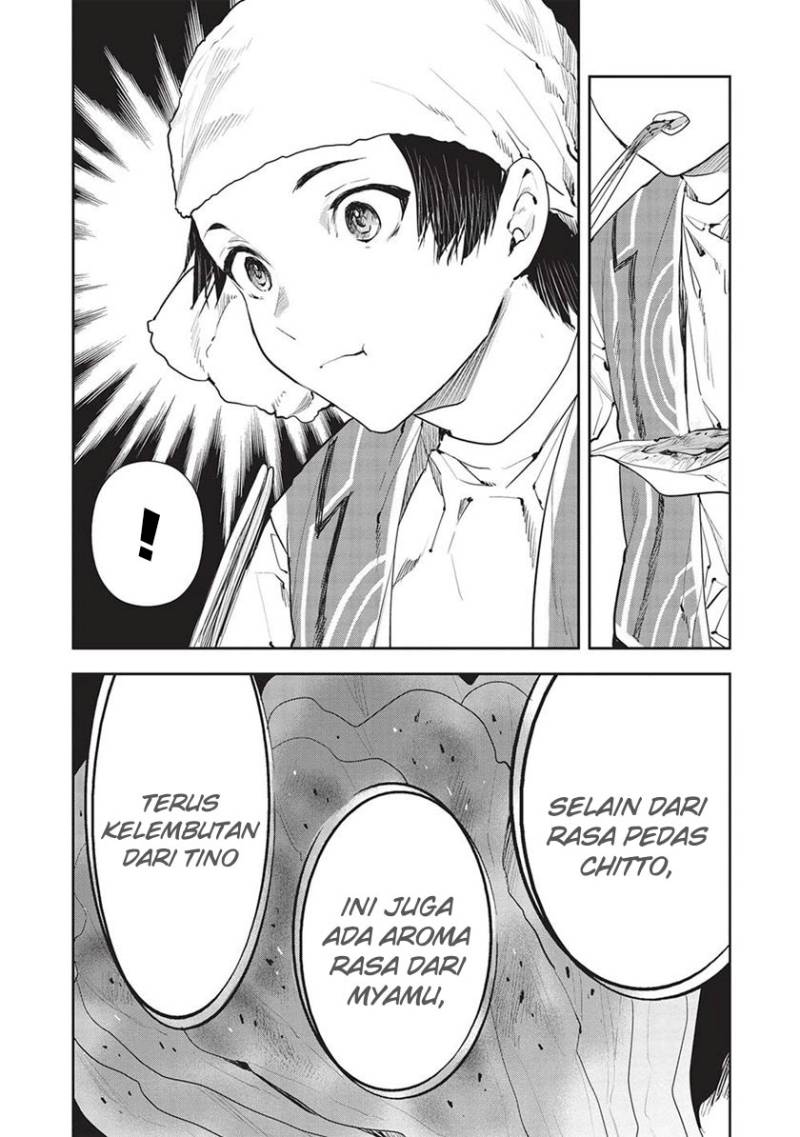 !
SELAIN DARI
RASA PEDAS
CHITTO,
INI JUGA
ADA AROMA
RASA DARI
MYAMU,
TERUS
KELEMBUTAN
DARI TINO